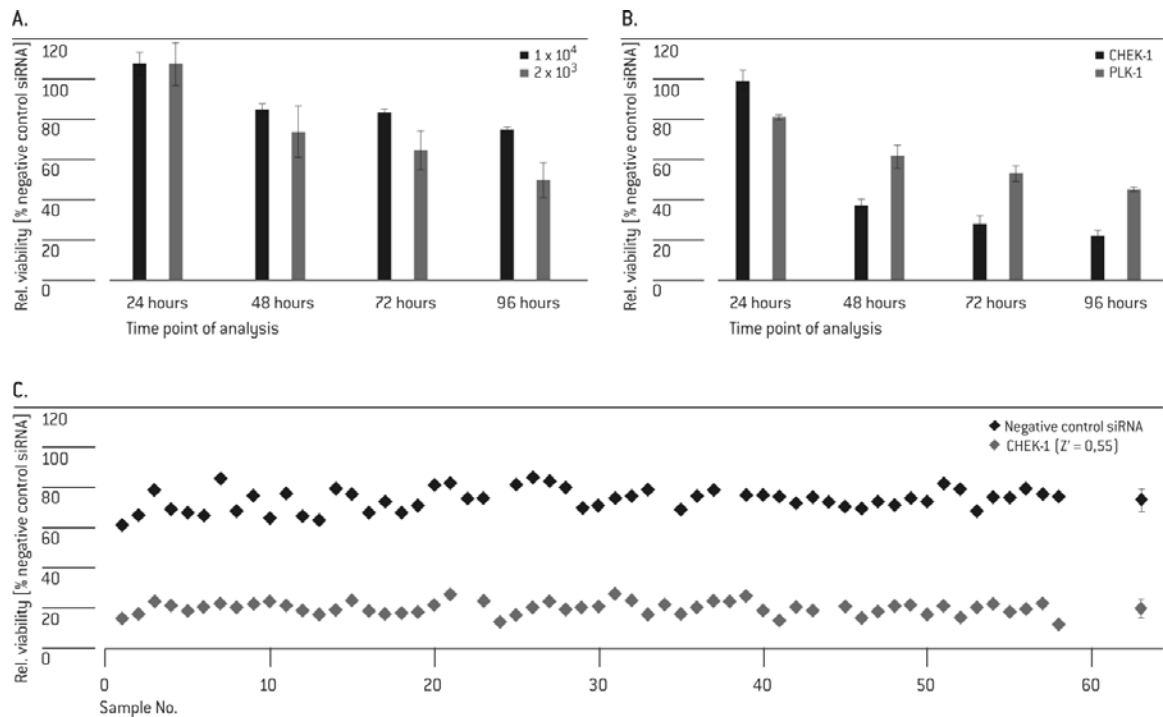 A.
Rel. viability [% negative control siRNA]
120
100
80
60
40
20
0
1 x 10⁴
2 x 10³
24 hours
48 hours
72 hours
96 hours
Time point of analysis
B.
Rel. viability [% negative control siRNA]
120
100
80
60
40
20
0
CHEK-1
PLK-1
24 hours
48 hours
72 hours
96 hours
Time point of analysis
C.
Rel. viability [% negative control siRNA]
120
100
80
60
40
20
0
Negative control siRNA
CHEK-1 (Z' = 0,55)
0
10
20
30
40
50
60
Sample No.